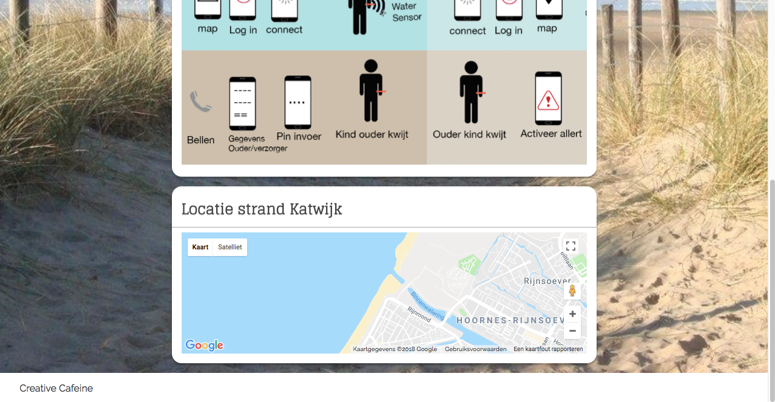 Water
Sensor
map
Log in
connect
connect
Log in
map
Bellen
Gegevens
Ouder/verzorger
Pin invoer
Kind ouder kwijt
Ouder kind kwijt
Activeer allert
Locatie strand Katwijk
Kaart
Satelliet
Rijnsoever
Rijnmond
HOORNES-RIJNSOEV
Google
Kaartgegevens ©2018 Google
Gebruiksvoorwaarden
Een kaartfout rapporteren
Creative Cafeine